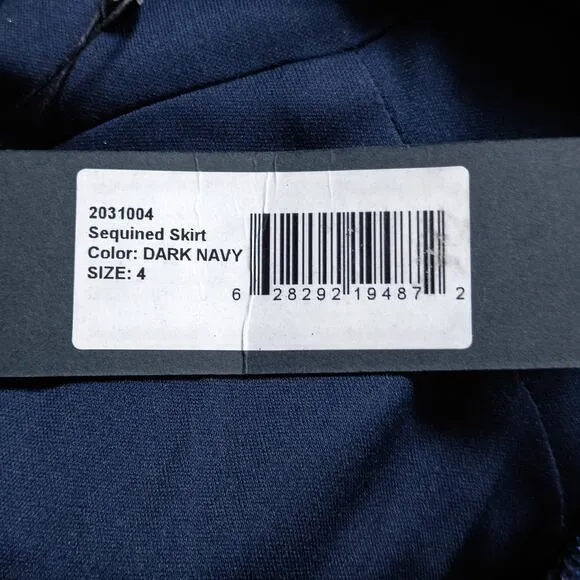 2031004
Sequined Skirt
Color: DARK NAVY
SIZE: 4
6 28292 19487 2